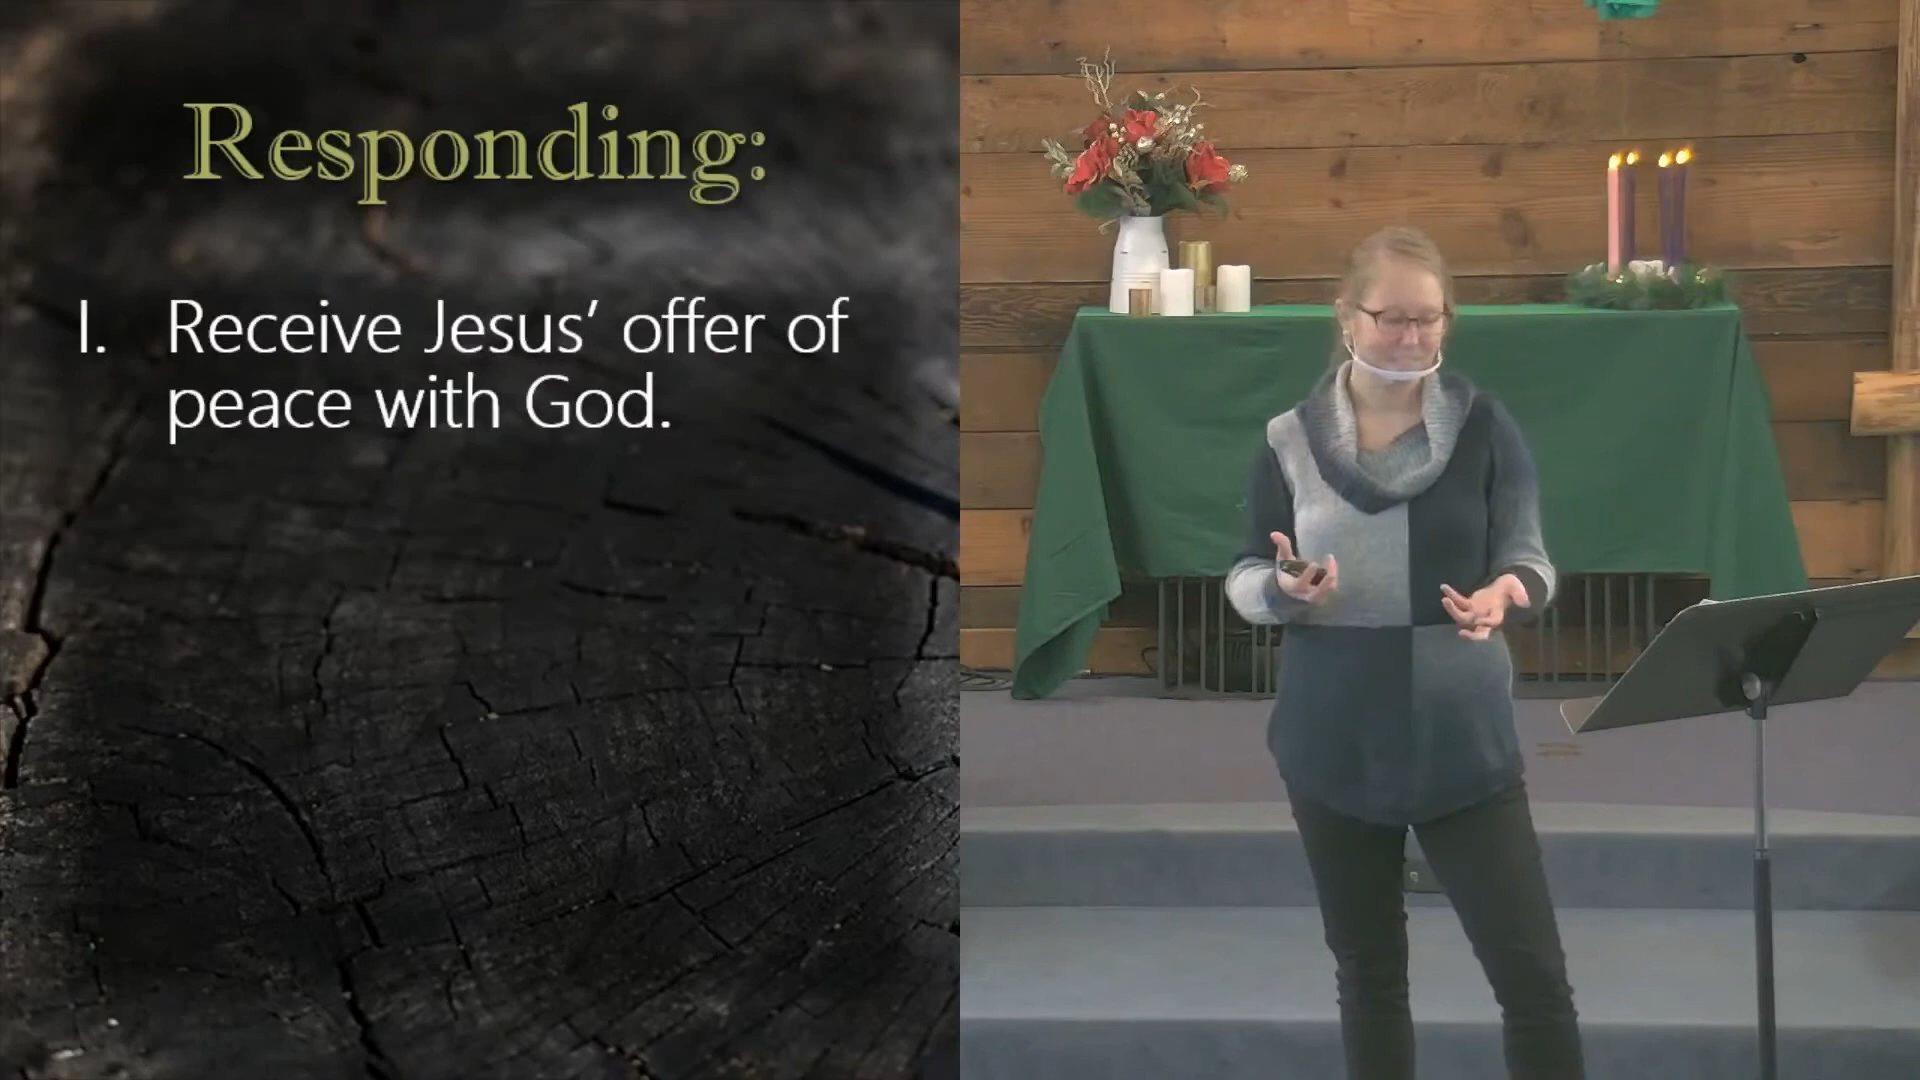 Responding:
I. Receive Jesus’ offer of
peace with God.